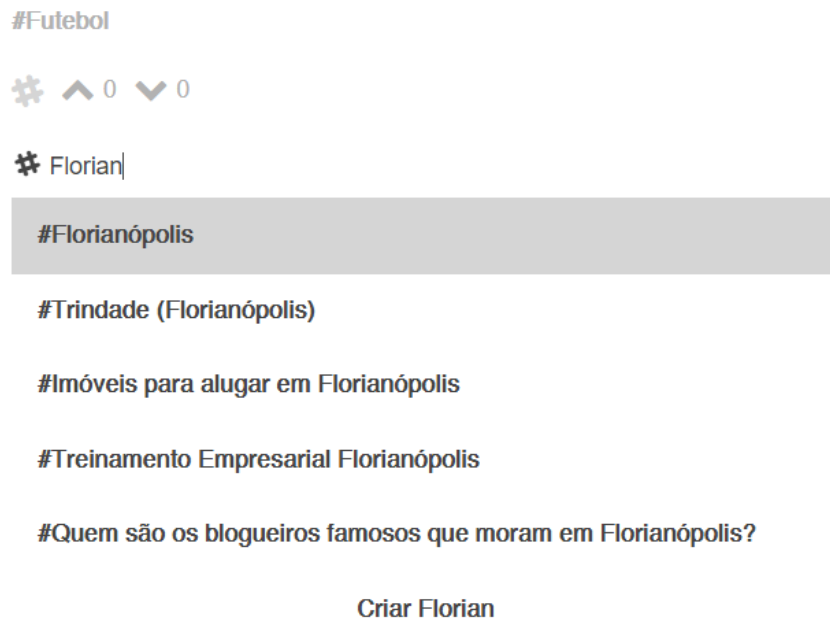 #Futebol
# 0 0
# Florian
#Florianópolis
#Trindade (Florianópolis)
#Imóveis para alugar em Florianópolis
#Treinamento Empresarial Florianópolis
#Quem são os blogueiros famosos que moram em Florianópolis?
Criar Florian